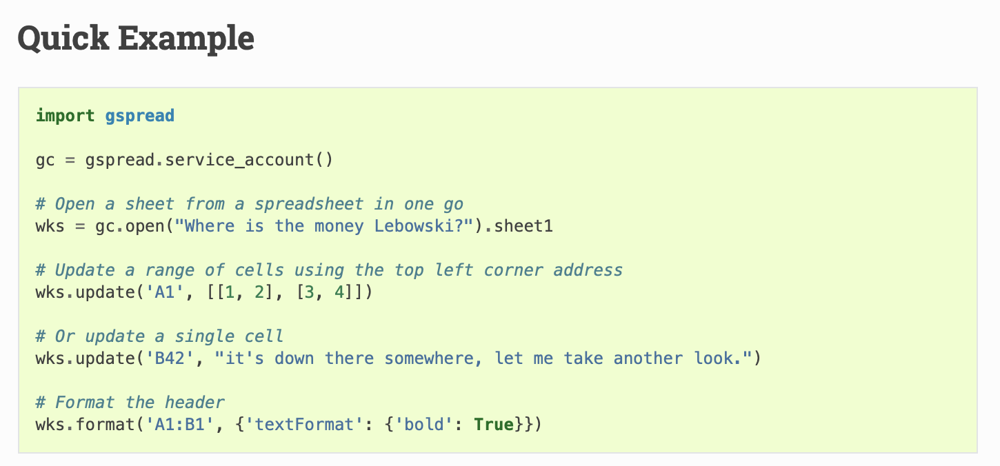 Quick Example
import gspread
gc = gspread.service_account()
# Open a sheet from a spreadsheet in one go
wks = gc.open("Where is the money Lebowski?").sheet1
# Update a range of cells using the top left corner address
wks.update('A1', [[1, 2], [3, 4]])
# Or update a single cell
wks.update('B42', "it's down there somewhere, let me take another look.")
# Format the header
wks.format('A1:B1', {'textFormat': {'bold': True}})